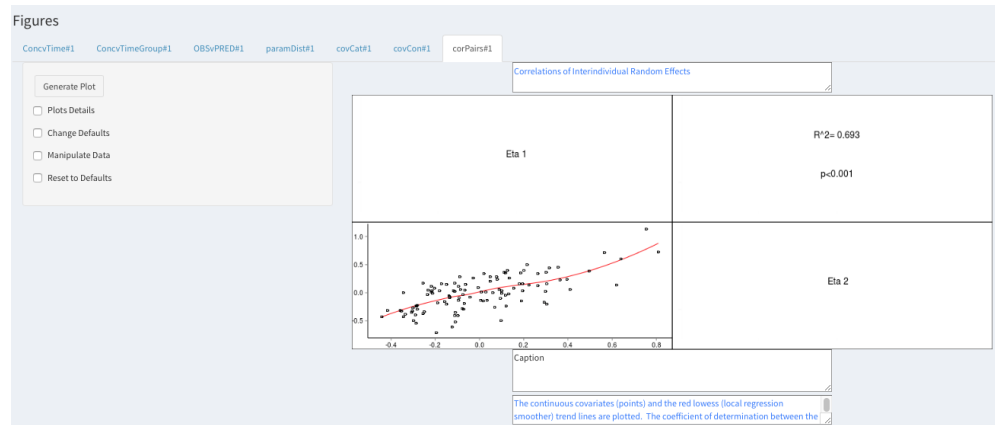 Figures
ConcvTime#1 ConcvTimeGroup#1 OBSvPRED#1 paramDist#1 covCat#1 covCon#1 corPairs#1
Generate Plot
Plots Details
Change Defaults
Manipulate Data
Reset to Defaults
Correlations of Interindividual Random Effects
Eta 1
R^2= 0.693
p<0.001
1.0
0.5
0.0
-0.5
-0.4 -0.2 0.0 0.2 0.4 0.6 0.8
Eta 2
Caption
The continuous covariates (points) and the red lowess (local regression
smoother) trend lines are plotted. The coefficient of determination between the